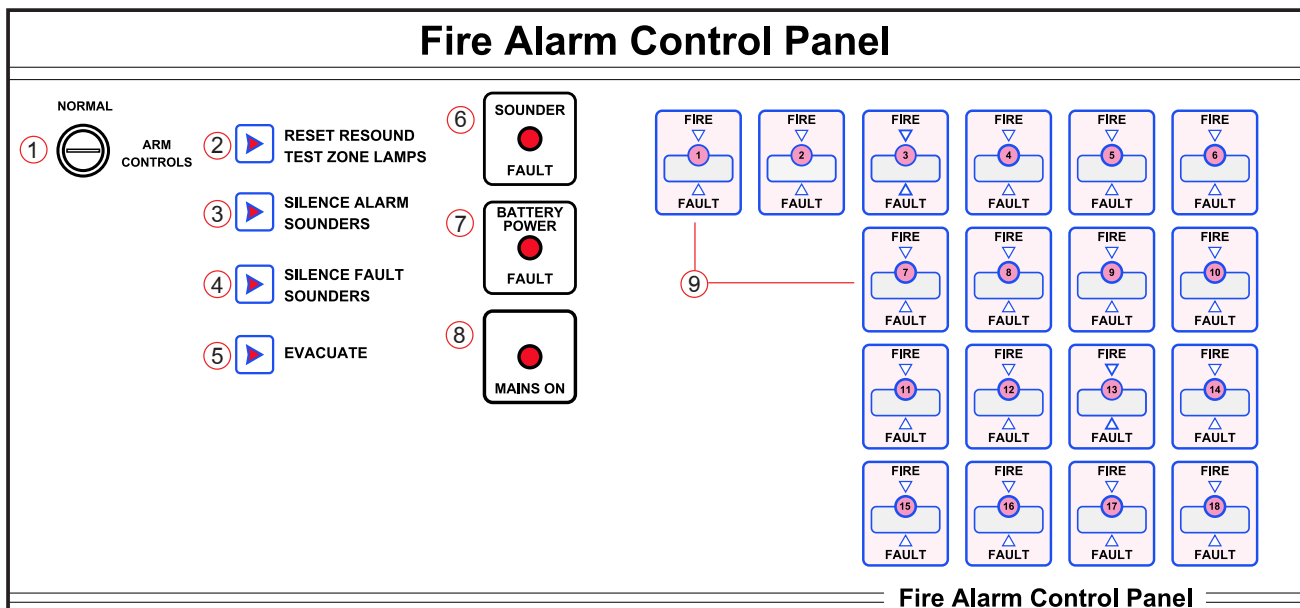 Fire Alarm Control Panel
NORMAL
1
ARM
CONTROLS
2
RESET RESOUND
TEST ZONE LAMPS
3
SILENCE ALARM
SOUNDERS
4
SILENCE FAULT
SOUNDERS
5
EVACUATE
6
SOUNDER
FAULT
7
BATTERY
POWER
FAULT
8
MAINS ON
FIRE FIRE FIRE FIRE FIRE FIRE
1 2 3 4 5 6
FAULT FAULT FAULT FAULT FAULT FAULT
9
FIRE FIRE FIRE FIRE
7 8 9 10
FAULT FAULT FAULT FAULT
FIRE FIRE FIRE FIRE
11 12 13 14
FAULT FAULT FAULT FAULT
FIRE FIRE FIRE FIRE
15 16 17 18
FAULT FAULT FAULT FAULT
Fire Alarm Control Panel